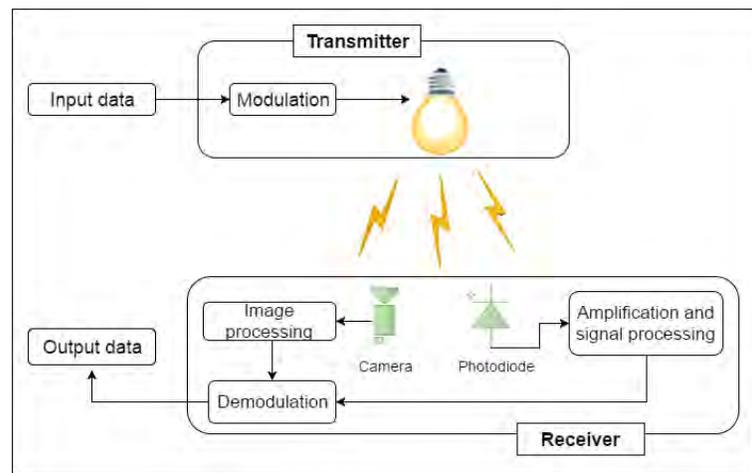 Transmitter
Input data
Modulation
Image
processing
Camera
Photodiode
Amplification and
signal processing
Output data
Demodulation
Receiver